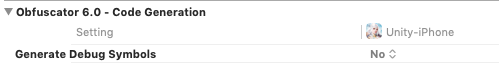 Obfuscator 6.0 - Code Generation
Setting Unity-iPhone
Generate Debug Symbols No